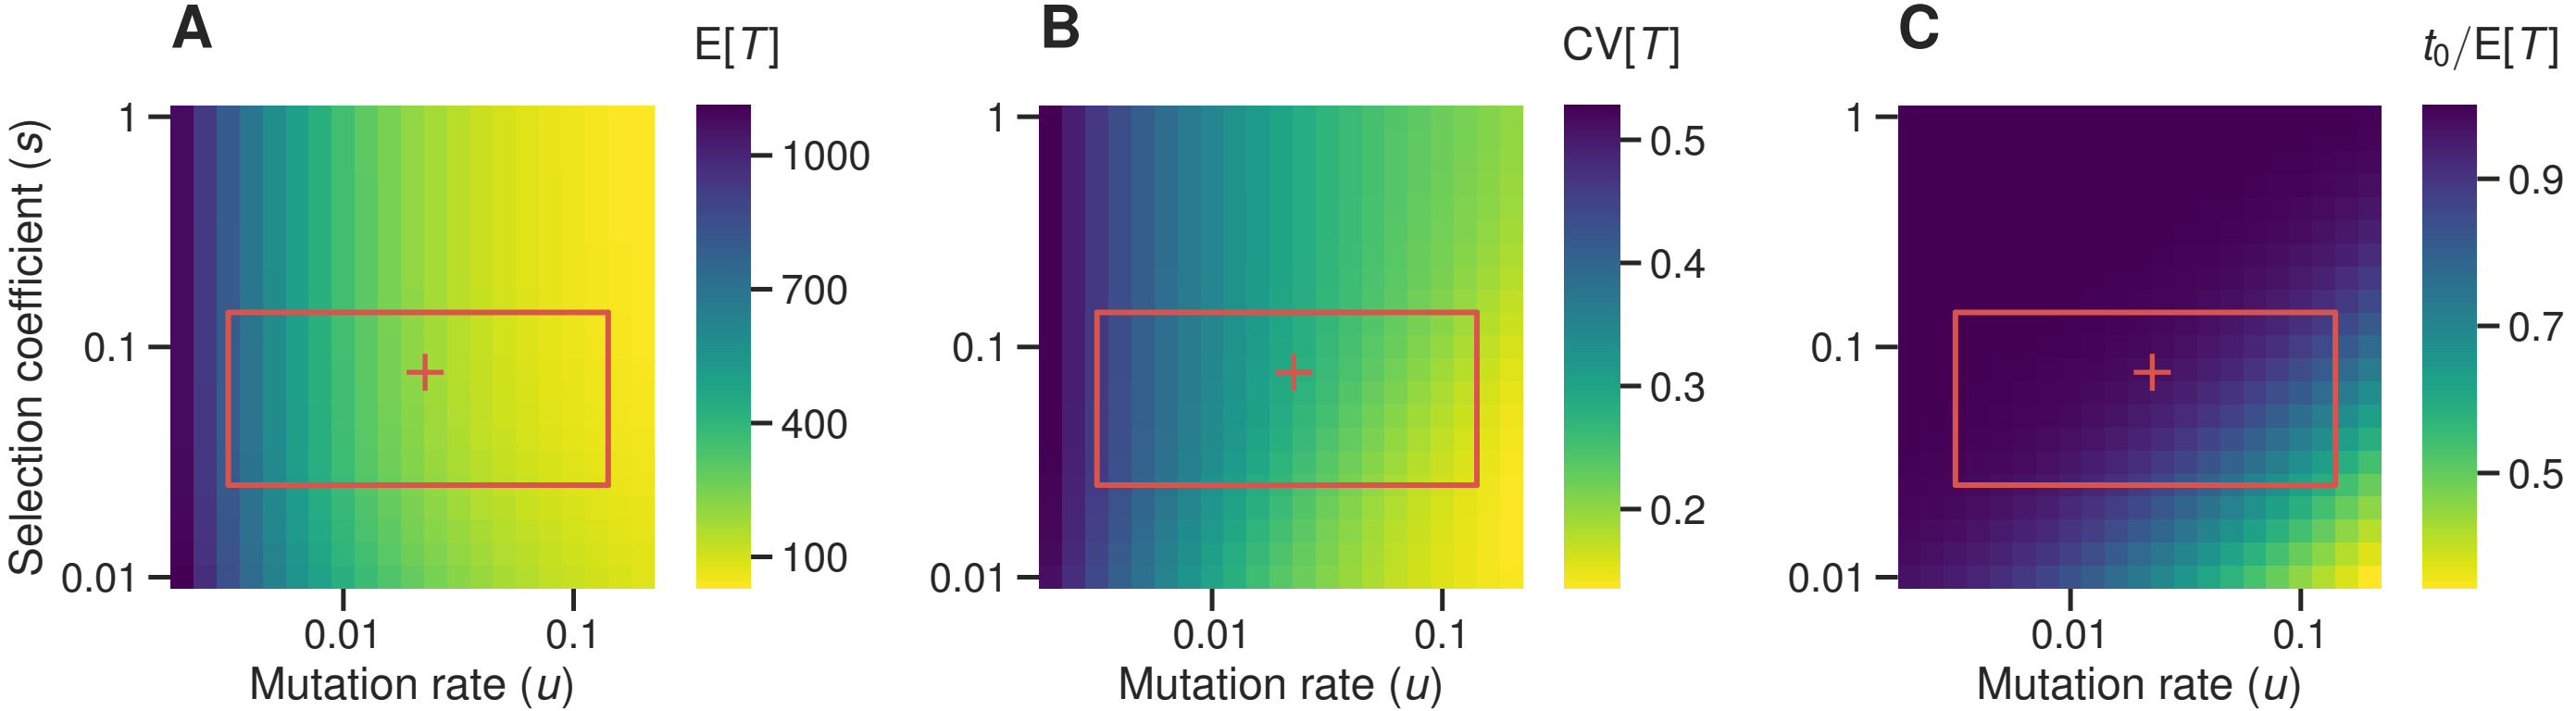 A
E[T]
Selection coefficient (s)
1
0.1
0.01
0.01
0.1
Mutation rate (u)
1000
700
400
100
B
CV[T]
1
0.1
0.01
0.01
0.1
Mutation rate (u)
0.5
0.4
0.3
0.2
C
t₀/E[T]
1
0.1
0.01
0.01
0.1
Mutation rate (u)
0.9
0.7
0.5